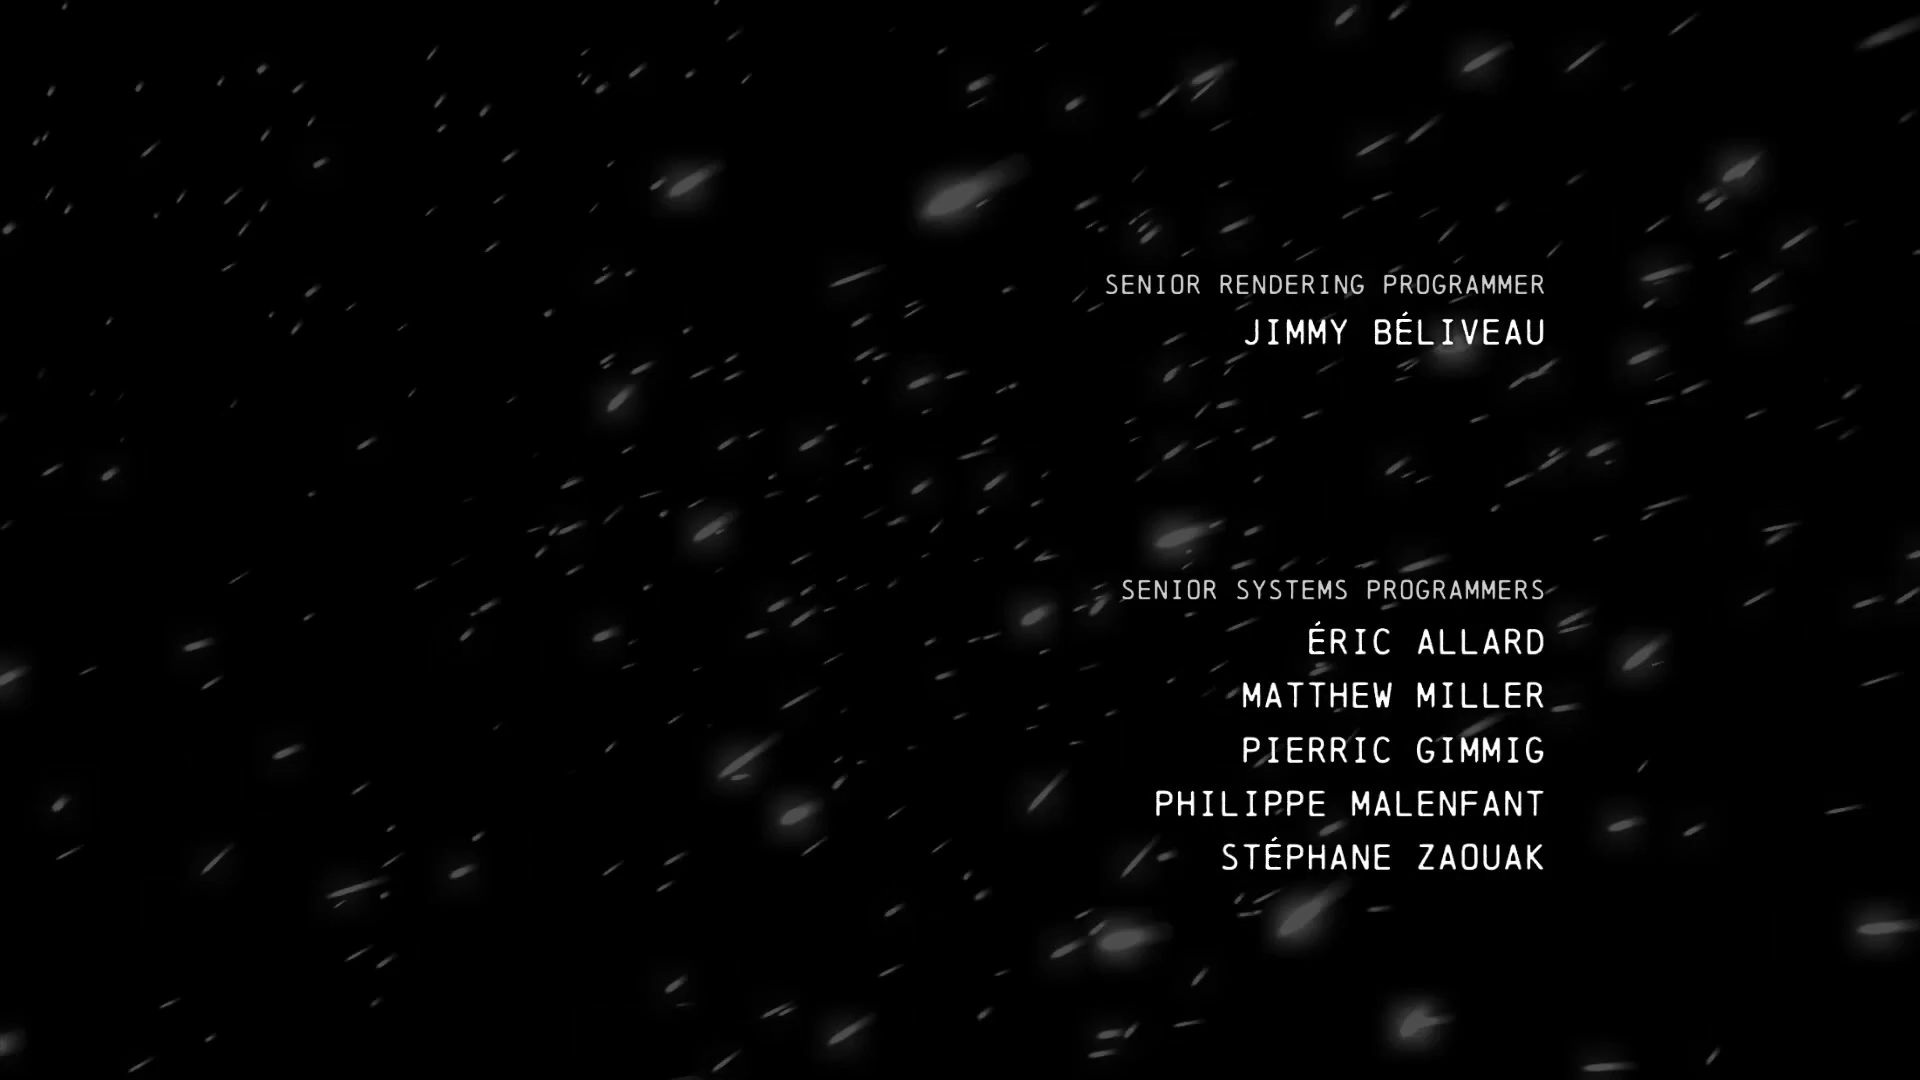 SENIOR RENDERING PROGRAMMER
JIMMY BÉLIVEAU
SENIOR SYSTEMS PROGRAMMERS
ÉRIC ALLARD
MATTHEW MILLER
PIERRIC GIMMIG
PHILIPPE MALENFANT
STÉPHANE ZAOUAK